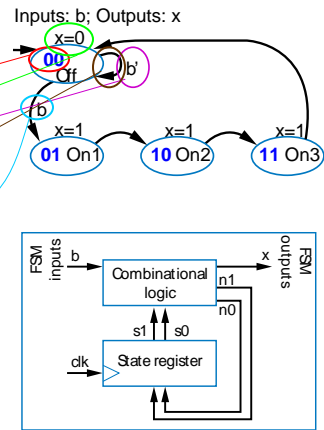 Inputs: b; Outputs: x
x=0
00
Off
b'
b
x=1 x=1 x=1
01 On1 10 On2 11 On3
FSM inputs
b
Combinational logic
x
FSM outputs
n1
n0
s1 s0
clk
State register